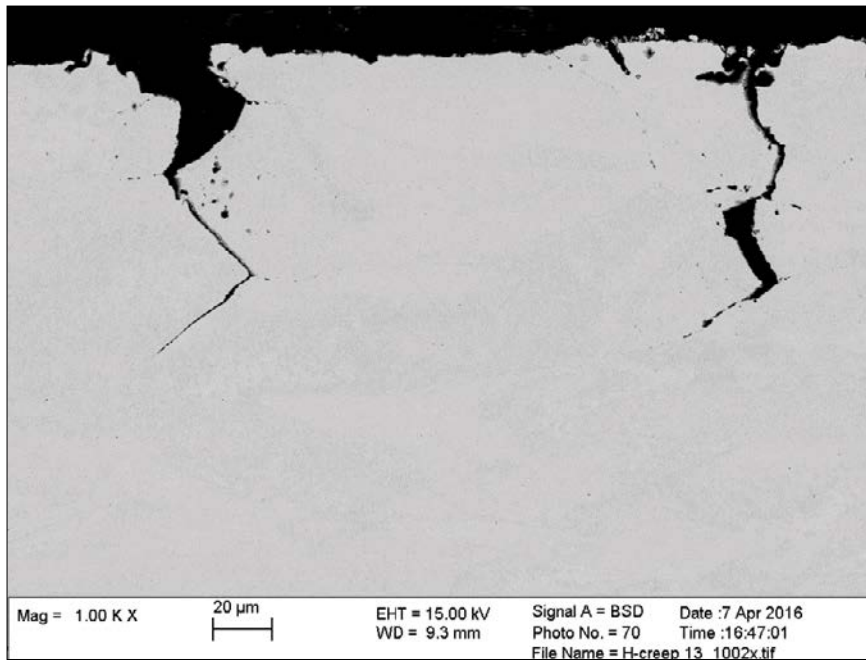 Mag = 1.00 K X
20 µm
EHT = 15.00 kV
WD = 9.3 mm
Signal A = BSD
Photo No. = 70
File Name = H-creep 13_1002x.tif
Date :7 Apr 2016
Time :16:47:01